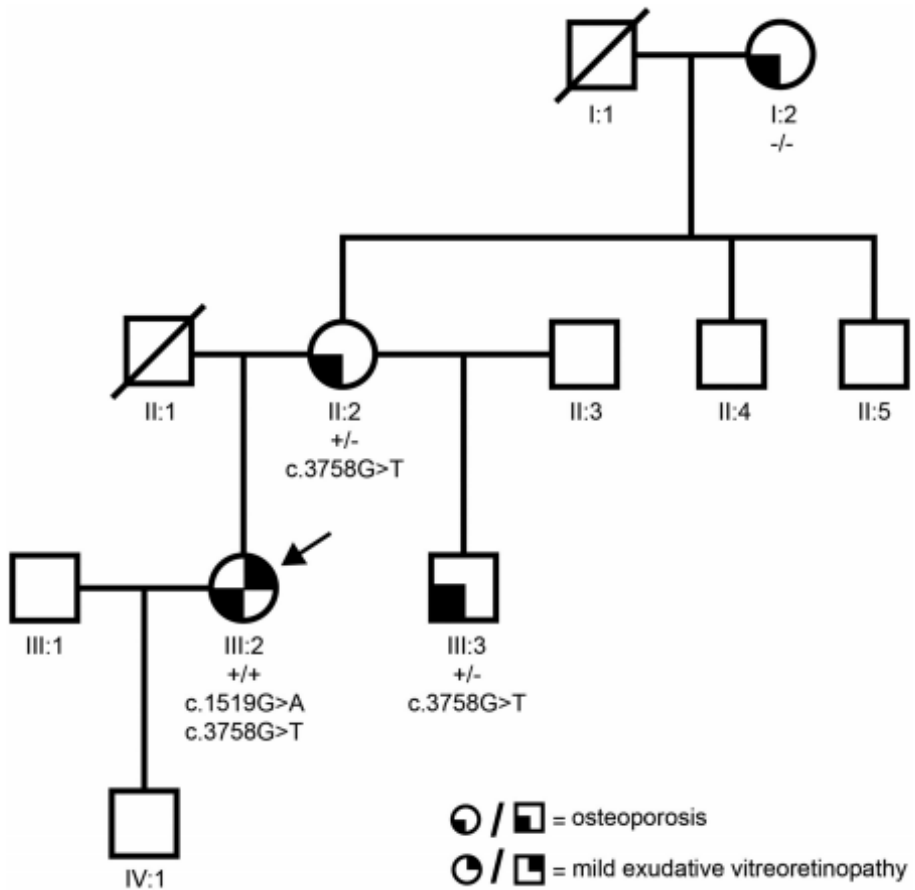 I:1
I:2
-/-
II:1
II:2
+/-
c.3758G>T
II:3
II:4
II:5
III:1
III:2
+/+
c.1519G>A
c.3758G>T
III:3
+/-
c.3758G>T
IV:1
/ = osteoporosis
/ = mild exudative vitreoretinopathy